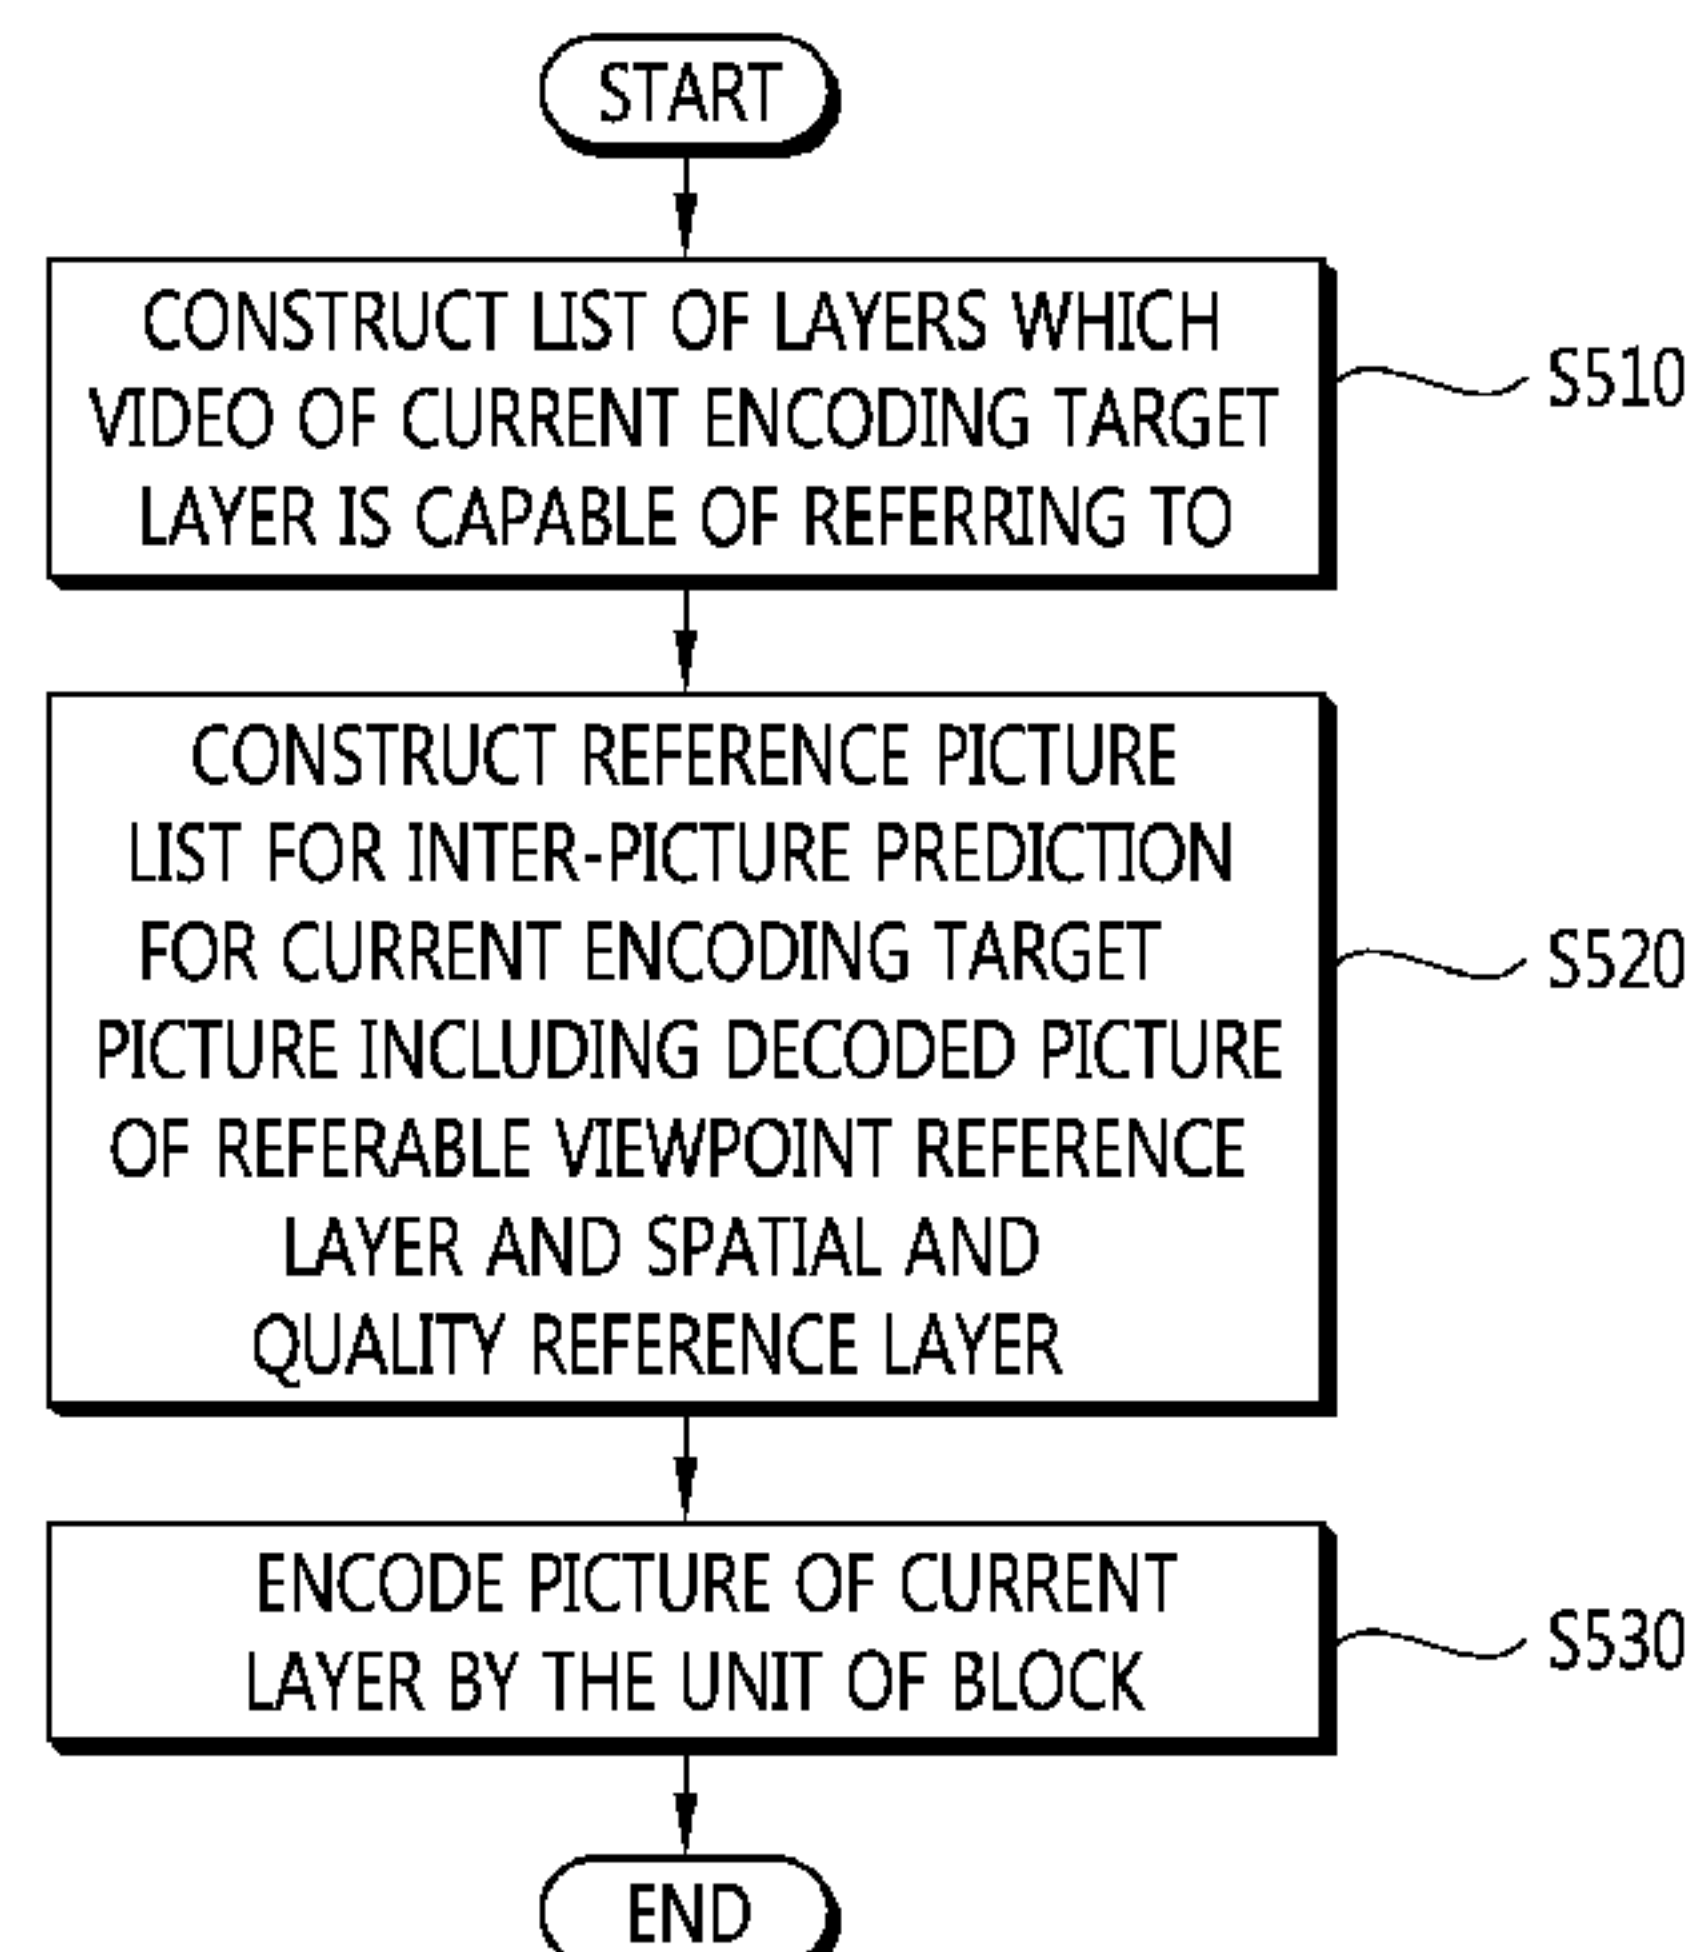 START
CONSTRUCT LIST OF LAYERS WHICH
VIDEO OF CURRENT ENCODING TARGET
LAYER IS CAPABLE OF REFERRING TO
S510
CONSTRUCT REFERENCE PICTURE
LIST FOR INTER-PICTURE PREDICTION
FOR CURRENT ENCODING TARGET
PICTURE INCLUDING DECODED PICTURE
OF REFERABLE VIEWPOINT REFERENCE
LAYER AND SPATIAL AND
QUALITY REFERENCE LAYER
S520
ENCODE PICTURE OF CURRENT
LAYER BY THE UNIT OF BLOCK
S530
END